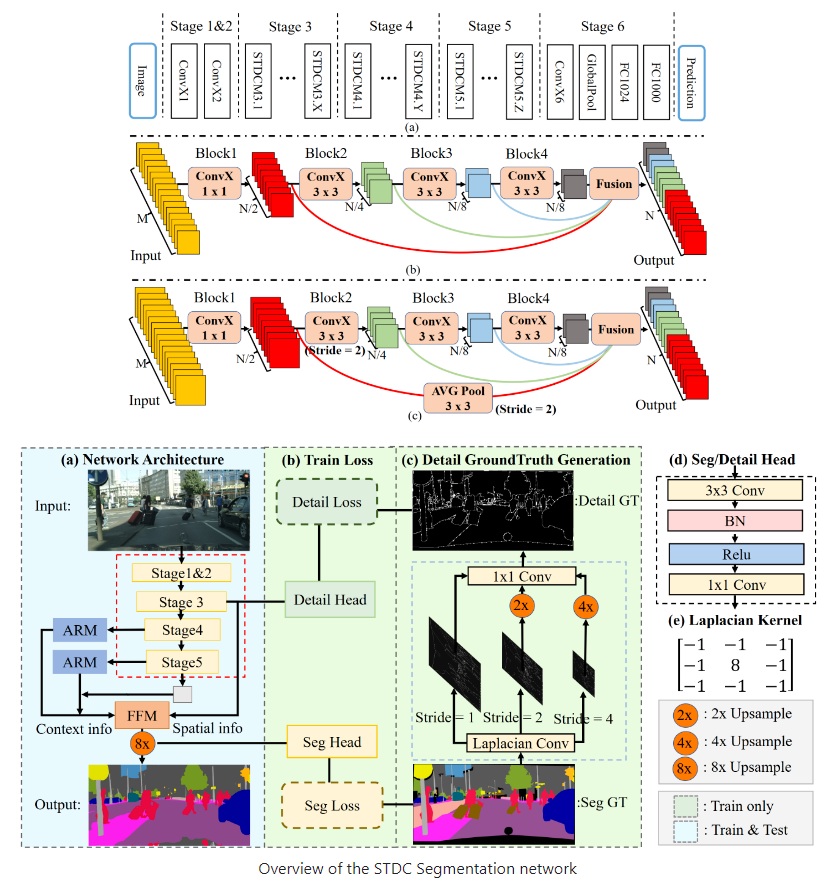 Stage 1&2 Stage 3 Stage 4 Stage 5 Stage 6
Image
ConvX1
ConvX2
STDCM3.1
...
STDCM3.X
STDCM4.1
...
STDCM4.Y
STDCM5.1
...
STDCM5.Z
ConvX6
GlobalPool
FC1024
FC1000
Prediction
(a)
Block1 Block2 Block3 Block4
ConvX
1 x 1
ConvX
3 x 3
ConvX
3 x 3
ConvX
3 x 3
Fusion
M
N/2
N/4
N/8
N/8
N
Input
Output
(b)
Block1 Block2 Block3 Block4
ConvX
1 x 1
ConvX
3 x 3
(Stride = 2)
ConvX
3 x 3
ConvX
3 x 3
Fusion
M
N/2
N/4
N/8
N/8
N
AVG Pool
3 x 3
(Stride = 2)
Input
Output
(c)
(a) Network Architecture
Input:
Stage1&2
Stage 3
ARM
Stage4
ARM
Stage5
FFM
Context info
Spatial info
8x
Output:
(b) Train Loss
Detail Loss
Detail Head
Seg Head
Seg Loss
(c) Detail GroundTruth Generation
:Detail GT
1x1 Conv
2x
4x
Stride = 1
Stride = 2
Stride = 4
Laplacian Conv
:Seg GT
(d) Seg/Detail Head
3x3 Conv
BN
Relu
1x1 Conv
(e) Laplacian Kernel
−1 −1 −1
−1 8 −1
−1 −1 −1
2x : 2x Upsample
4x : 4x Upsample
8x : 8x Upsample
: Train only
: Train & Test
Overview of the STDC Segmentation network